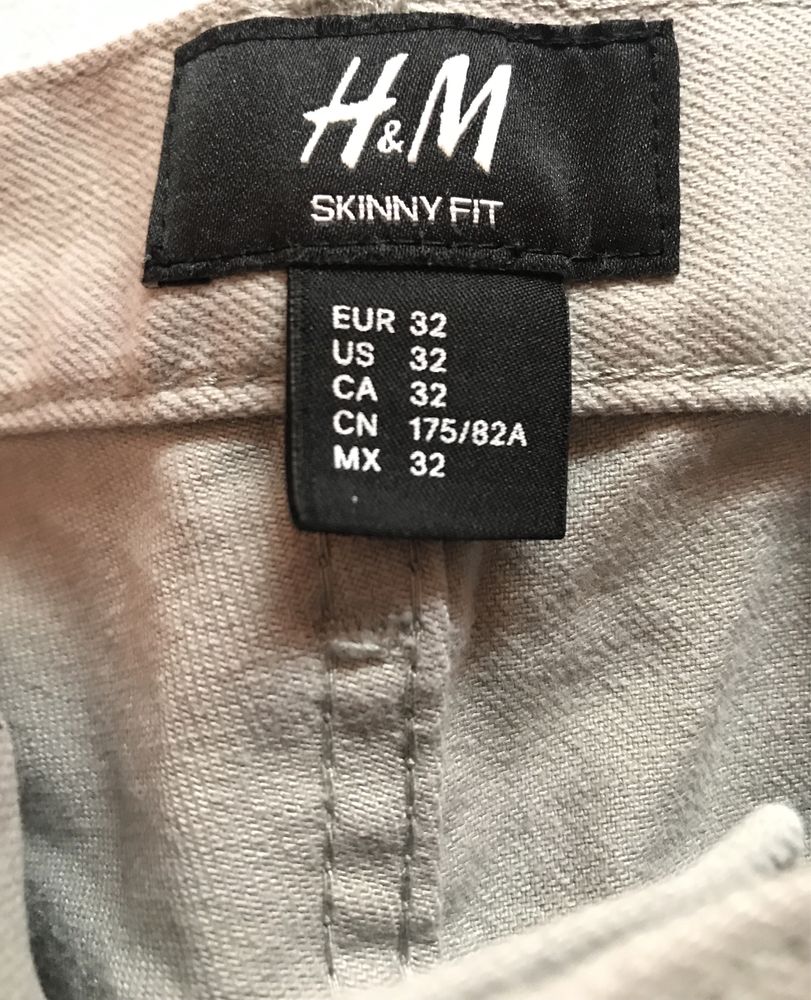 H&M
SKINNY FIT
EUR 32
US 32
CA 32
CN 175/82A
MX 32